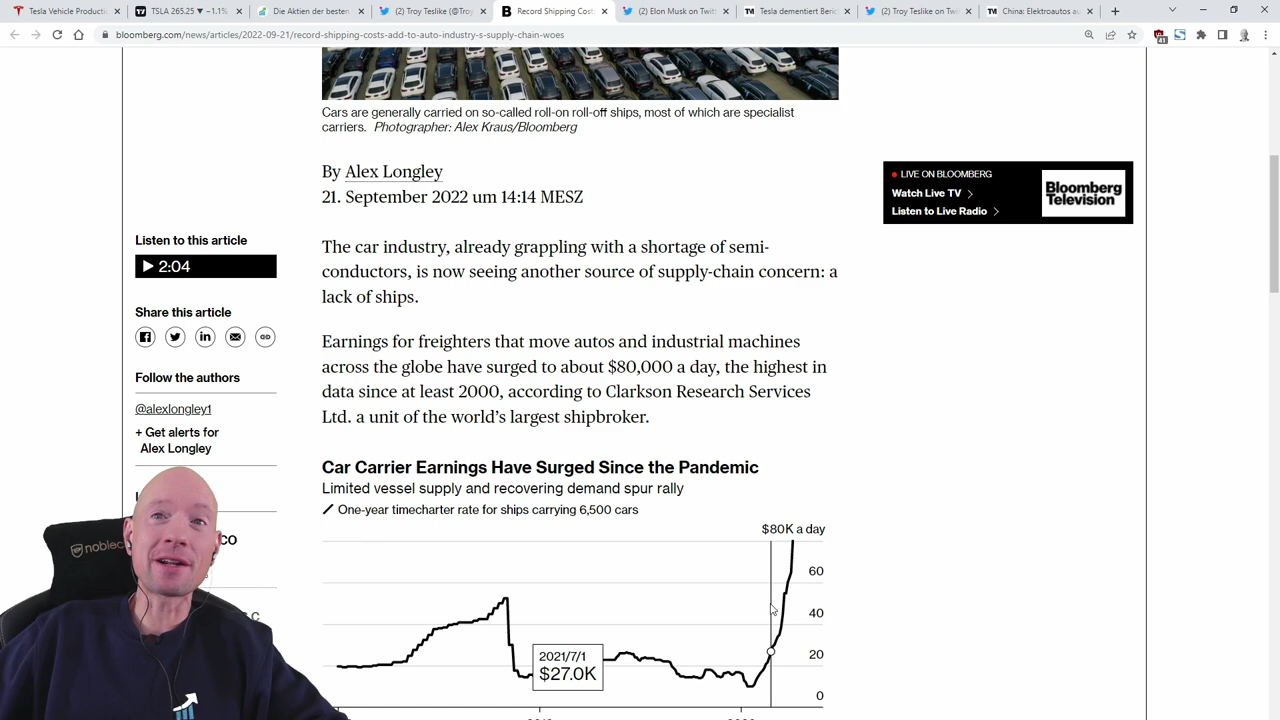 Tesla Vehicle Produc
TSLA 265.25 ▼ −1.1%
Die Aktien der besten
(2) Troy Teslike (@Troy
Record Shipping Costs
(2) Elon Musk on Twitt
Tesla dementiert Beric
(2) Troy Teslike on Twi
China: Elektroautos au
bloomberg.com/news/articles/2022-09-21/record-shipping-costs-add-to-auto-industry-s-supply-chain-woes
41
Cars are generally carried on so-called roll-on roll-off ships, most of which are specialist
carriers. Photographer: Alex Kraus/Bloomberg
By Alex Longley
21. September 2022 um 14:14 MESZ
LIVE ON BLOOMBERG
Watch Live TV
Listen to Live Radio
Bloomberg
Television
Listen to this article
2:04
Share this article
Follow the authors
@alexlongley1
+ Get alerts for
Alex Longley
The car industry, already grappling with a shortage of semi-
conductors, is now seeing another source of supply-chain concern: a
lack of ships.
Earnings for freighters that move autos and industrial machines
across the globe have surged to about $80,000 a day, the highest in
data since at least 2000, according to Clarkson Research Services
Ltd. a unit of the world’s largest shipbroker.
Car Carrier Earnings Have Surged Since the Pandemic
Limited vessel supply and recovering demand spur rally
One-year timecharter rate for ships carrying 6,500 cars
$80K a day
60
40
20
0
2021/7/1
$27.0K
noblec